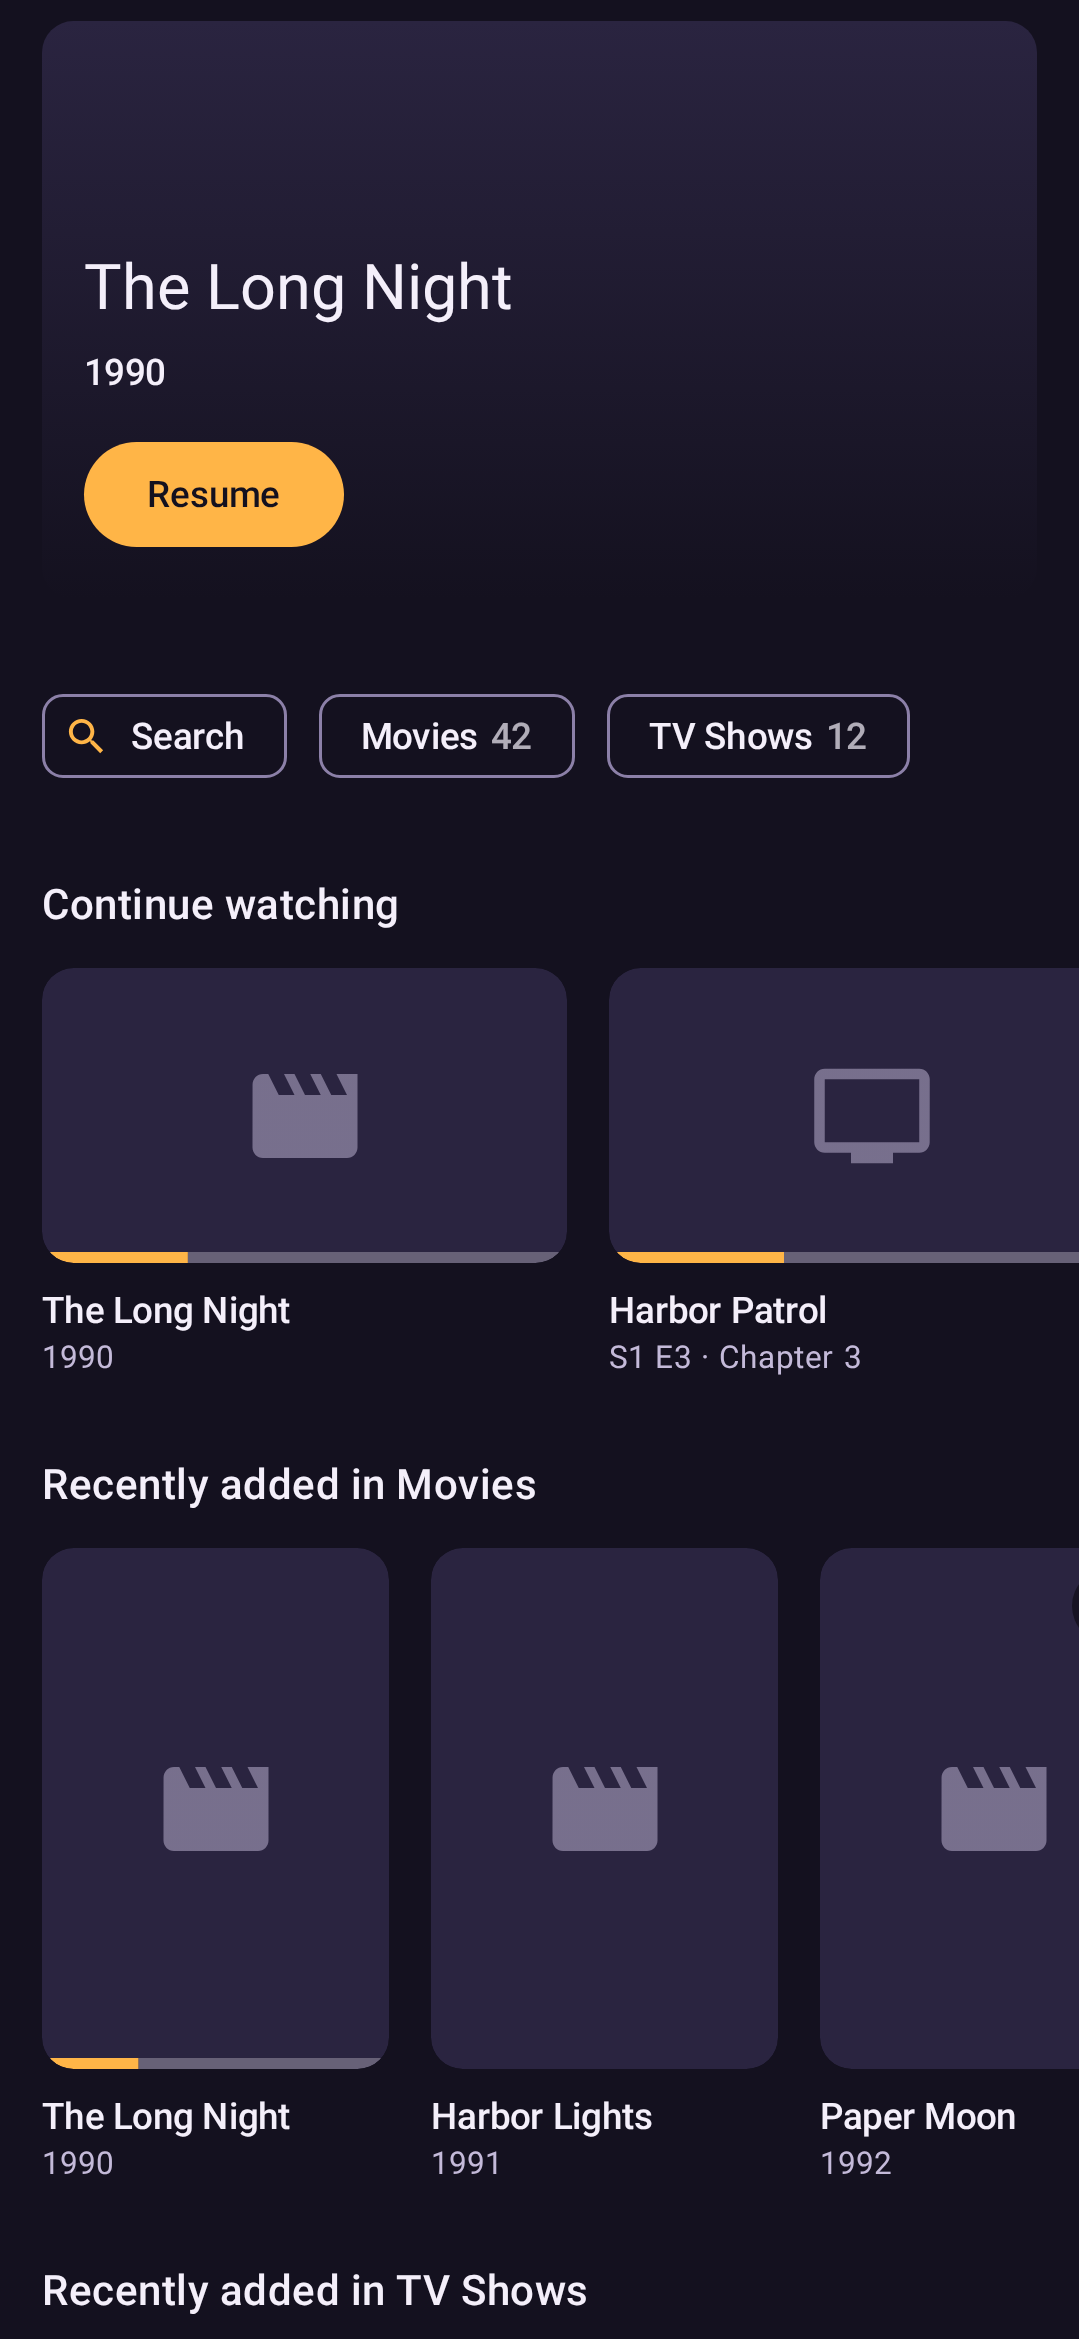 The Long Night
1990
Resume
Search
Movies 42
TV Shows 12
Continue watching
The Long Night
1990
Harbor Patrol
S1 E3 · Chapter 3
Recently added in Movies
The Long Night
1990
Harbor Lights
1991
Paper Moon
1992
Recently added in TV Shows